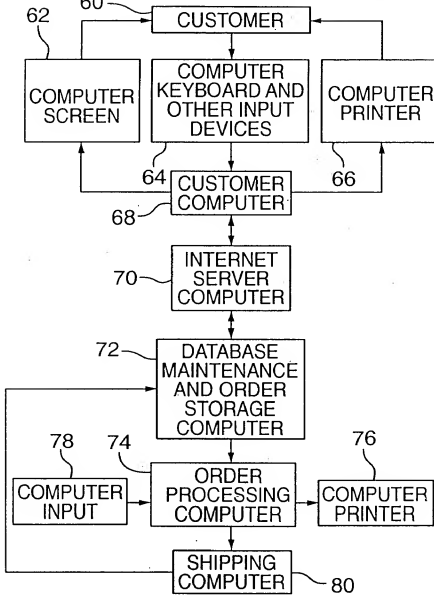 60
CUSTOMER
62
COMPUTER
SCREEN
COMPUTER
KEYBOARD AND
OTHER INPUT
DEVICES
64
COMPUTER
PRINTER
66
CUSTOMER
COMPUTER
68
INTERNET
SERVER
COMPUTER
70
72
DATABASE
MAINTENANCE
AND ORDER
STORAGE
COMPUTER
78
COMPUTER
INPUT
74
ORDER
PROCESSING
COMPUTER
76
COMPUTER
PRINTER
SHIPPING
COMPUTER
80